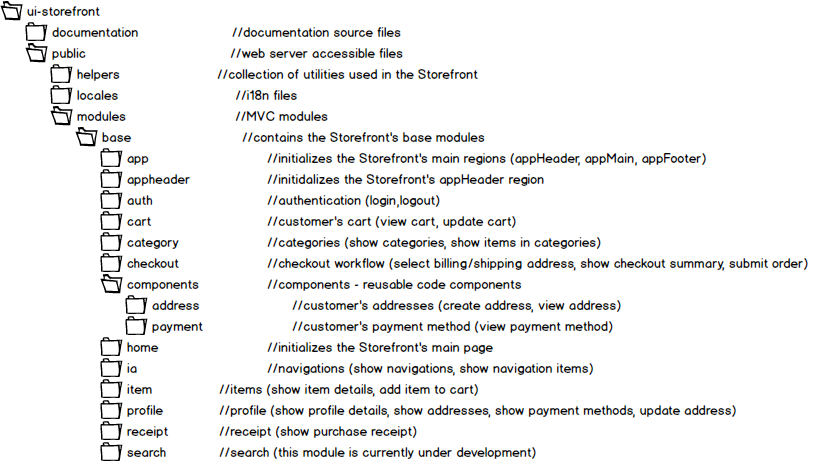 ui-storefront
documentation //documentation source files
public //web server accessible files
helpers //collection of utilities used in the Storefront
locales //i18n files
modules //MVC modules
base //contains the Storefront's base modules
app //initializes the Storefront's main regions (appHeader, appMain, appFooter)
appheader //initidalizes the Storefront's appHeader region
auth //authentication (login,logout)
cart //customer's cart (view cart, update cart)
category //categories (show categories, show items in categories)
checkout //checkout workflow (select billing/shipping address, show checkout summary, submit order)
components //components - reusable code components
address //customer's addresses (create address, view address)
payment //customer's payment method (view payment method)
home //initializes the Storefront's main page
ia //navigations (show navigations, show navigation items)
item //items (show item details, add item to cart)
profile //profile (show profile details, show addresses, show payment methods, update address)
receipt //receipt (show purchase receipt)
search //search (this module is currently under development)